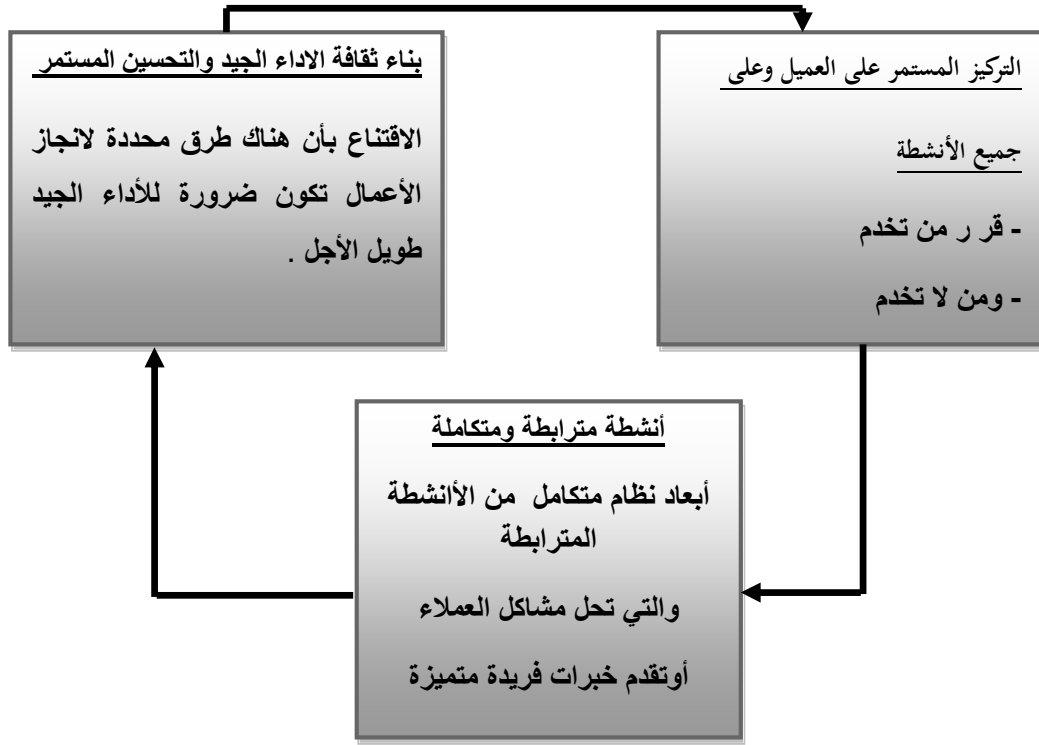 التركيز المستمر على العميل وعلى
جميع الأنشطة
- قر ر من تخدم
- ومن لا تخدم
بناء ثقافة الاداء الجيد والتحسين المستمر
الاقتناع بأن هناك طرق محددة لانجاز
الأعمال تكون ضرورة للأداء الجيد
طويل الأجل .
أنشطة مترابطة ومتكاملة
أبعاد نظام متكامل من الأانشطة
المترابطة
والتي تحل مشاكل العملاء
أوتقدم خبرات فريدة متميزة